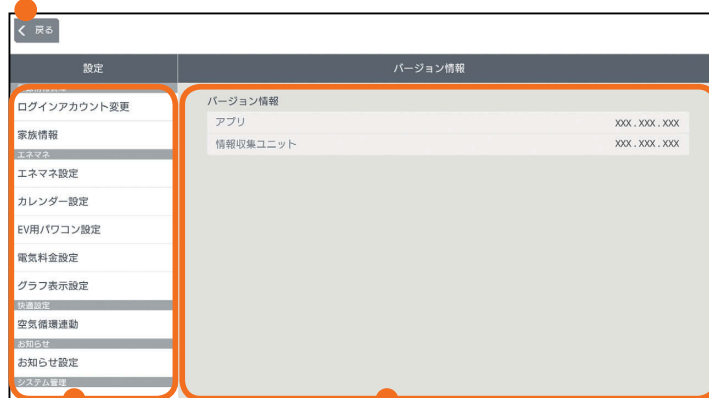 戻る
設定
バージョン情報
ログインアカウント変更
家族情報
エネマネ
エネマネ設定
カレンダー設定
EV用パワコン設定
電気料金設定
グラフ表示設定
快適設定
空気循環連動
お知らせ
お知らせ設定
システム管理
バージョン情報
アプリ XXX.XXX.XXX
情報収集ユニット XXX.XXX.XXX